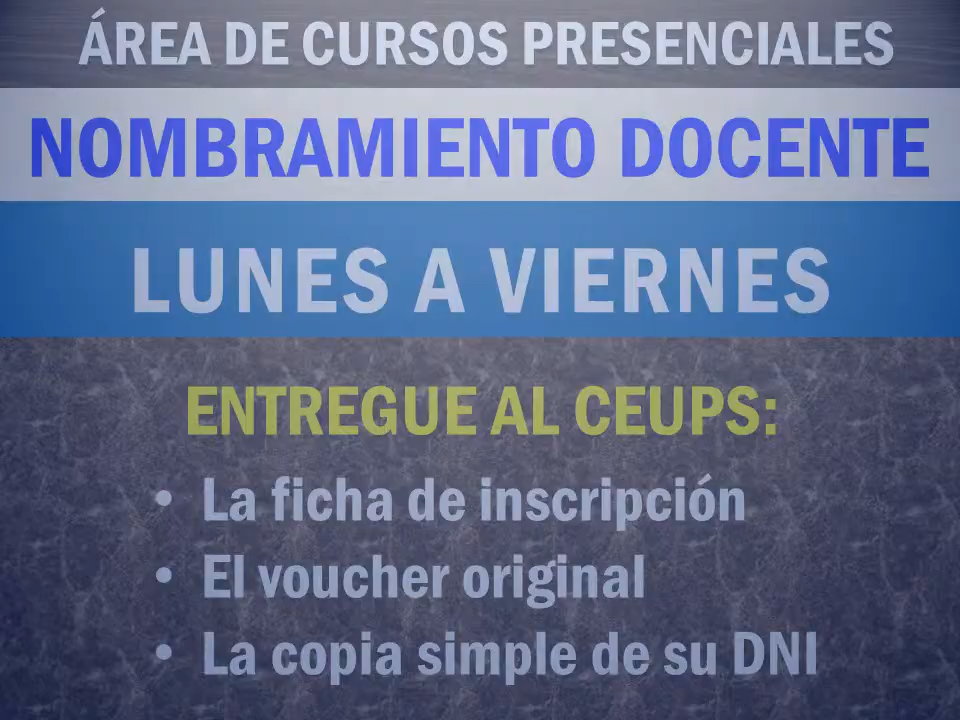 ÁREA DE CURSOS PRESENCIALES
NOMBRAMIENTO DOCENTE
LUNES A VIERNES
ENTREGUE AL CEUPS:
• La ficha de inscripción
• El voucher original
• La copia simple de su DNI